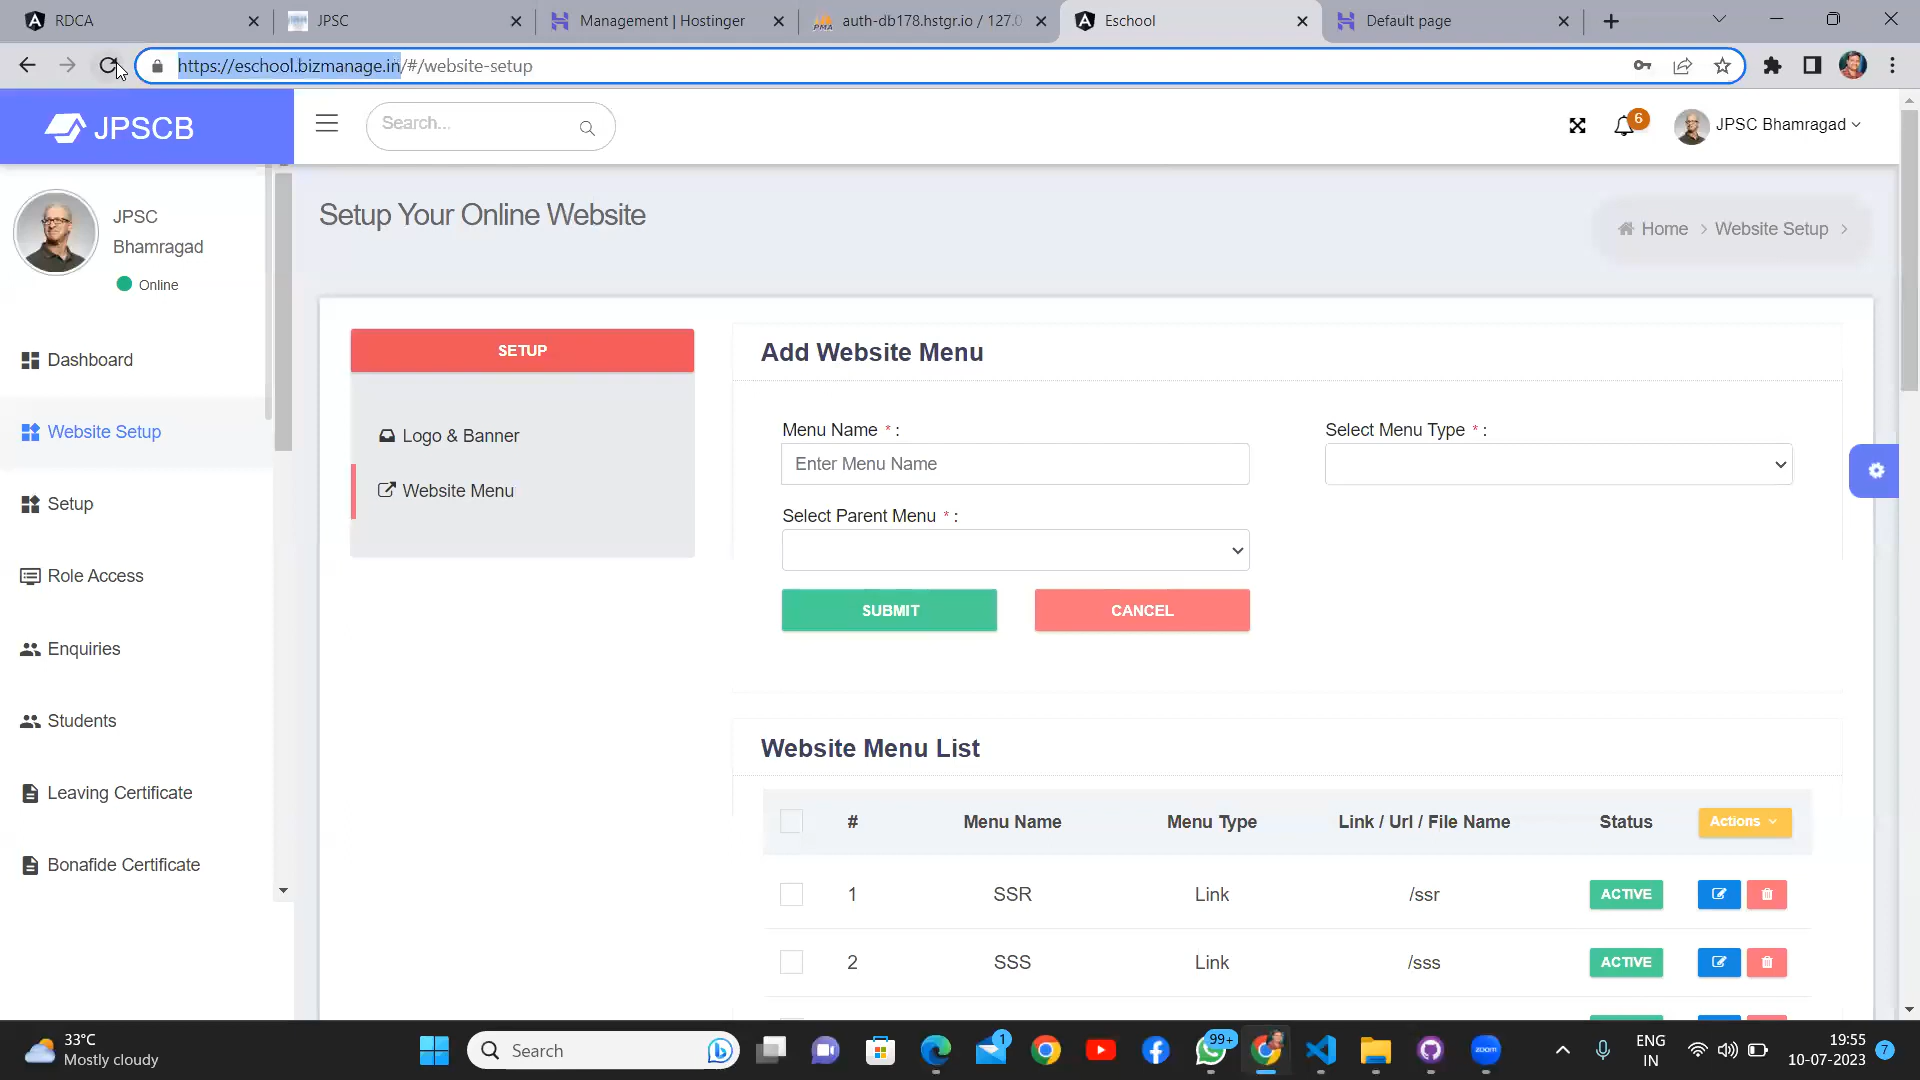 RDCA
JPSC
Management | Hostinger
auth-db178.hstgr.io / 127.0
Eschool
Default page
https://eschool.bizmanage.in/#/website-setup
JPSCB
Search...
6
JPSC Bhamragad
JPSC
Bhamragad
Online
Setup Your Online Website
Home > Website Setup >
Dashboard
Website Setup
Setup
Role Access
Enquiries
Students
Leaving Certificate
Bonafide Certificate
SETUP
Logo & Banner
Website Menu
Add Website Menu
Menu Name * :
Select Menu Type * :
Enter Menu Name
Select Parent Menu * :
SUBMIT
CANCEL
Website Menu List
# Menu Name Menu Type Link / Url / File Name Status Actions
1 SSR Link /ssr ACTIVE
2 SSS Link /sss ACTIVE
33°C
Mostly cloudy
Search
1
99+
zoom
ENG
IN
19:55
10-07-2023
7